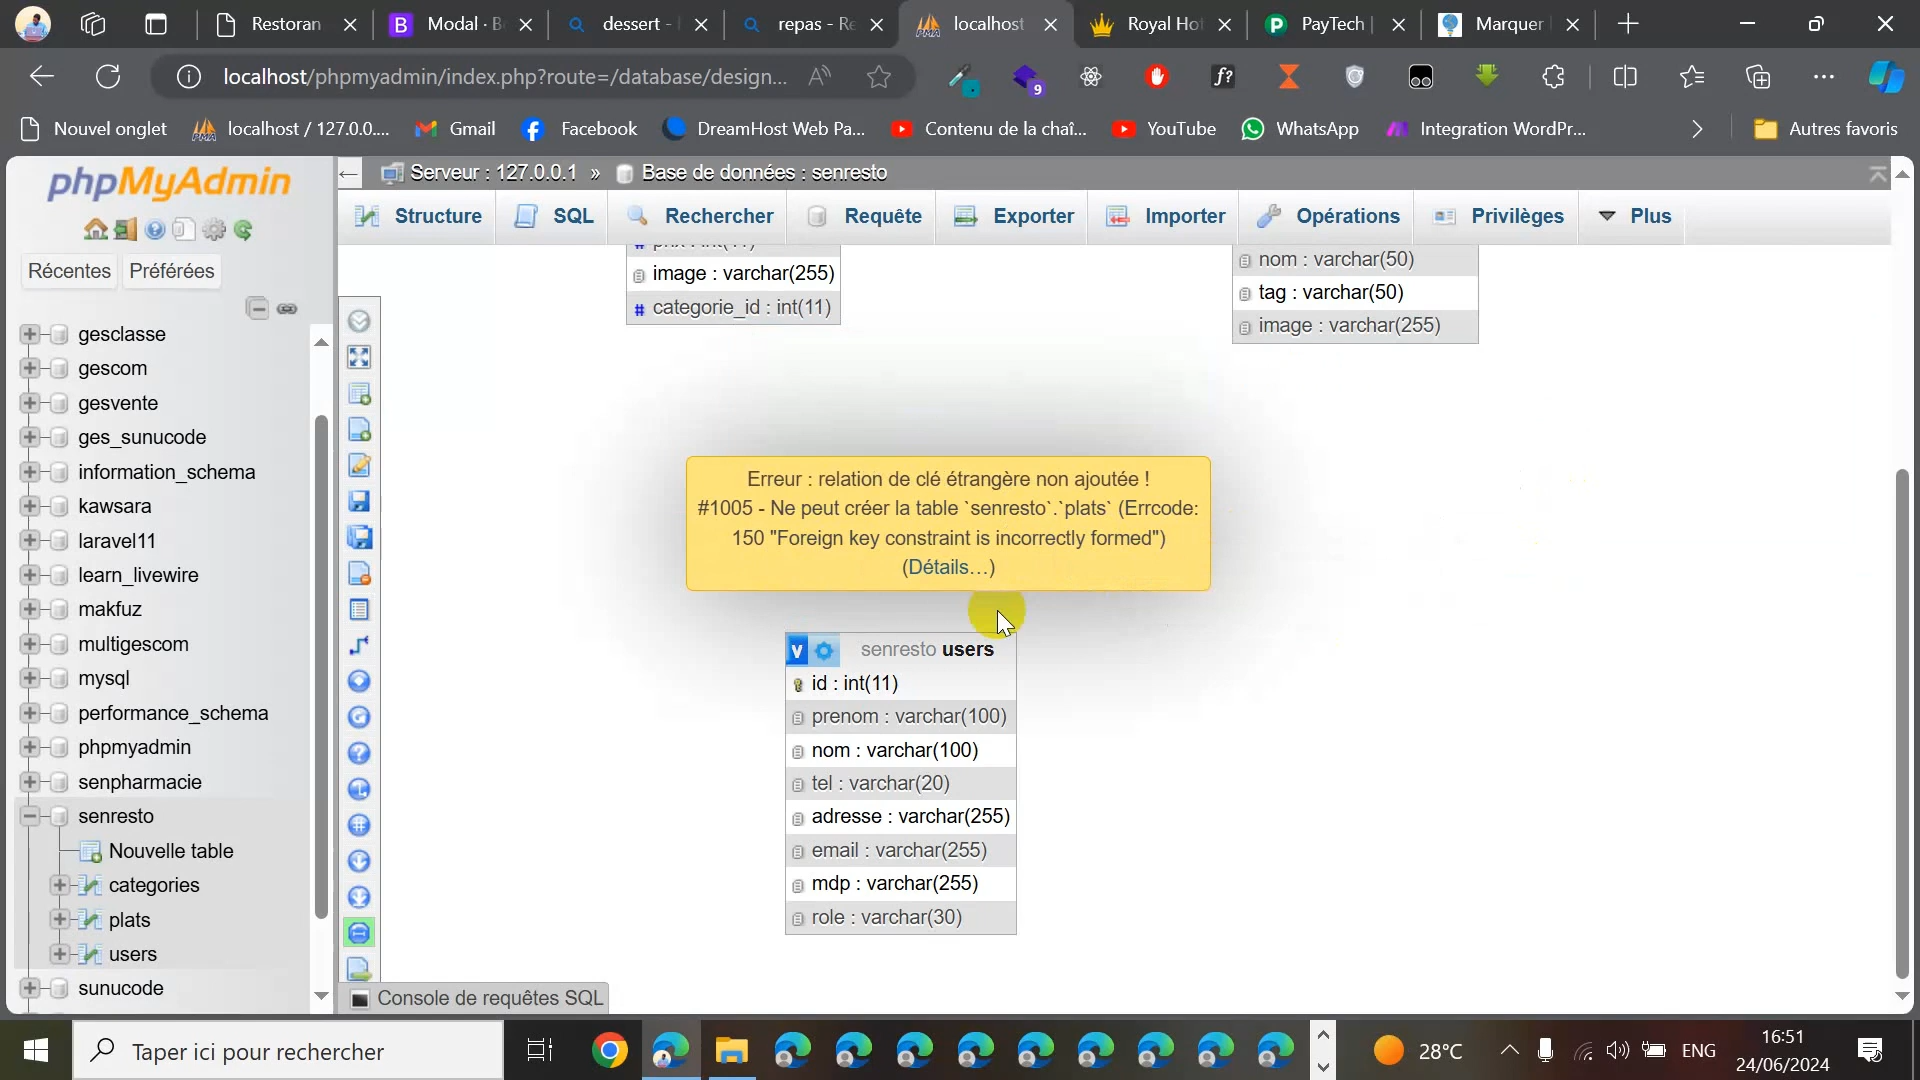 Restoran
Modal · B
dessert -
repas - Re
localhost
Royal Ho
PayTech |
Marquer
localhost/phpmyadmin/index.php?route=/database/design...
9
f?
Nouvel onglet
localhost / 127.0.0....
Gmail
Facebook
DreamHost Web Pa...
Contenu de la chaî...
YouTube
WhatsApp
Integration WordPr...
Autres favoris
phpMyAdmin
Récentes
Préférées
gesclasse
gescom
gesvente
ges_sunucode
information_schema
kawsara
laravel11
learn_livewire
makfuz
multigescom
mysql
performance_schema
phpmyadmin
senpharmacie
senresto
Nouvelle table
categories
plats
users
sunucode
Serveur : 127.0.0.1 » Base de données : senresto
Structure
SQL
Rechercher
Requête
Exporter
Importer
Opérations
Privilèges
Plus
image : varchar(255)
categorie_id : int(11)
nom : varchar(50)
tag : varchar(50)
image : varchar(255)
Erreur : relation de clé étrangère non ajoutée !
#1005 - Ne peut créer la table `senresto`.`plats` (Errcode:
150 "Foreign key constraint is incorrectly formed")
(Détails…)
V senresto users
id : int(11)
prenom : varchar(100)
nom : varchar(100)
tel : varchar(20)
adresse : varchar(255)
email : varchar(255)
mdp : varchar(255)
role : varchar(30)
Console de requêtes SQL
Taper ici pour rechercher
28°C
ENG
16:51
24/06/2024